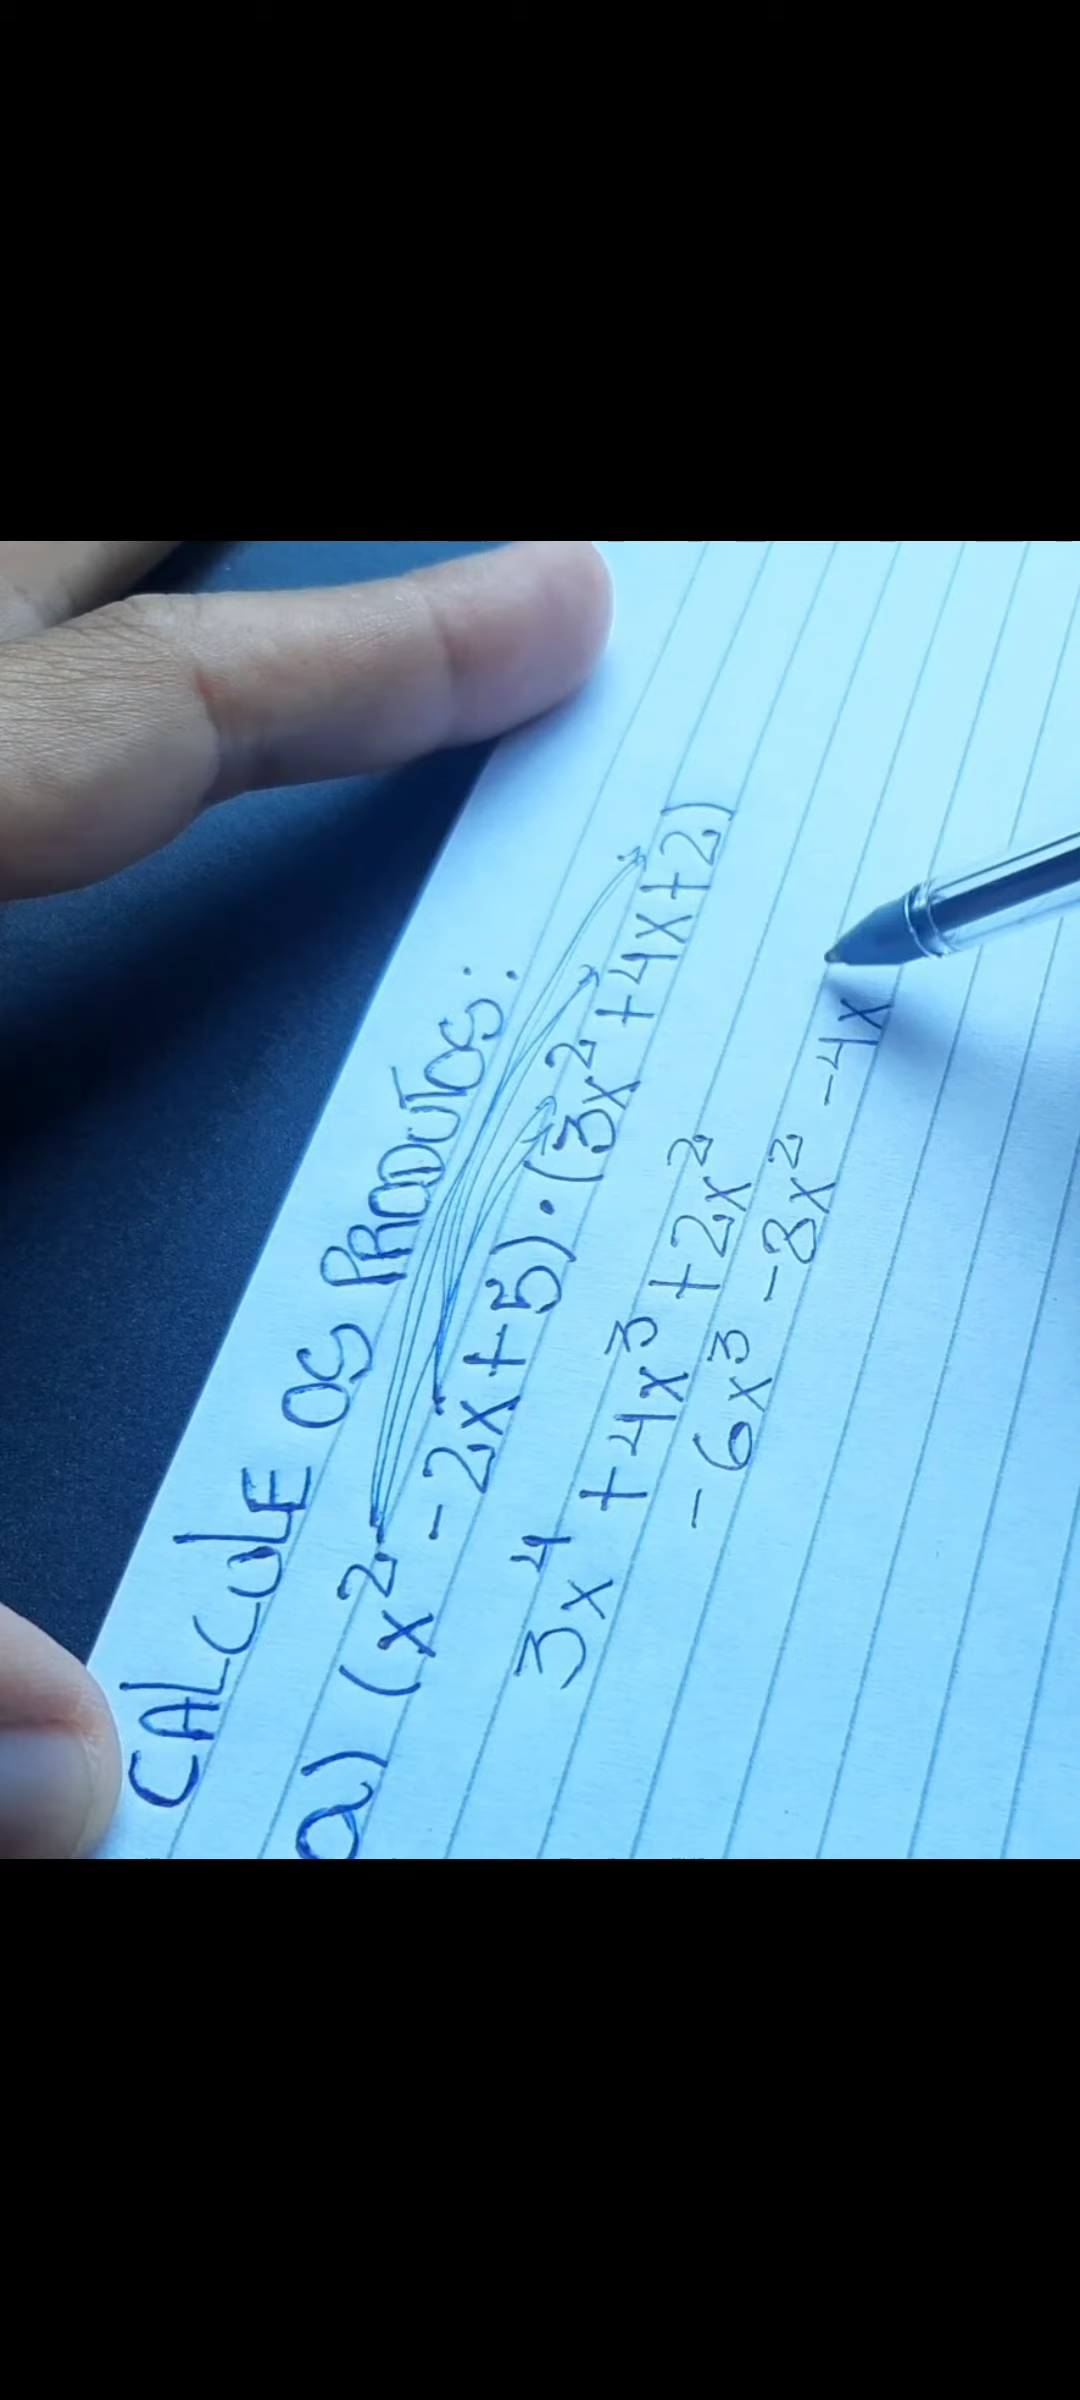 CALCULE OS PRODUTOS:
a) (x² - 2x + 5) · (3x² + 4x + 2)
3x⁴ + 4x³ + 2x²
- 6x³ - 8x² - 4x